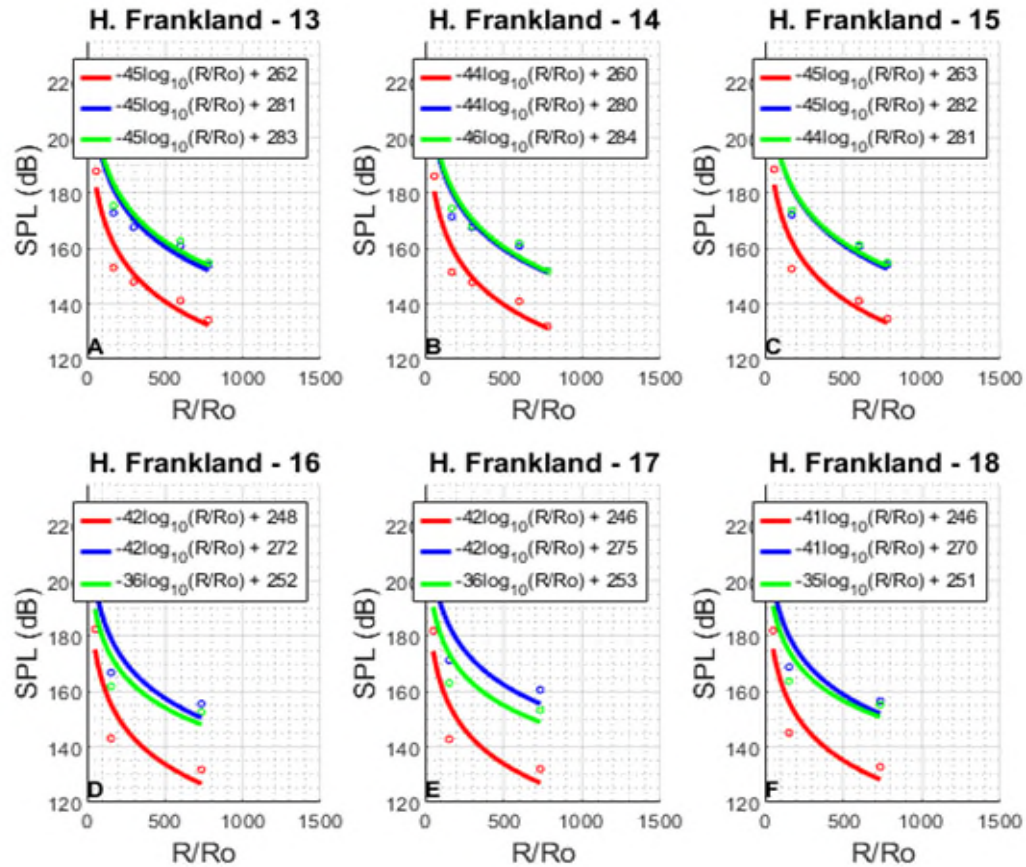 H. Frankland - 13
-45log10(R/Ro) + 262
-45log10(R/Ro) + 281
-45log10(R/Ro) + 283
SPL (dB)
180
160
140
120
A
0 500 1000 1500
R/Ro
H. Frankland - 14
-44log10(R/Ro) + 260
-44log10(R/Ro) + 280
-46log10(R/Ro) + 284
SPL (dB)
180
160
140
120
B
0 500 1000 1500
R/Ro
H. Frankland - 15
-45log10(R/Ro) + 263
-45log10(R/Ro) + 282
-44log10(R/Ro) + 281
SPL (dB)
180
160
140
120
C
0 500 1000 1500
R/Ro
H. Frankland - 16
-42log10(R/Ro) + 248
-42log10(R/Ro) + 272
-36log10(R/Ro) + 252
SPL (dB)
180
160
140
120
D
0 500 1000 1500
R/Ro
H. Frankland - 17
-42log10(R/Ro) + 246
-42log10(R/Ro) + 275
-36log10(R/Ro) + 253
SPL (dB)
180
160
140
120
E
0 500 1000 1500
R/Ro
H. Frankland - 18
-41log10(R/Ro) + 246
-41log10(R/Ro) + 270
-35log10(R/Ro) + 251
SPL (dB)
180
160
140
120
F
0 500 1000 1500
R/Ro